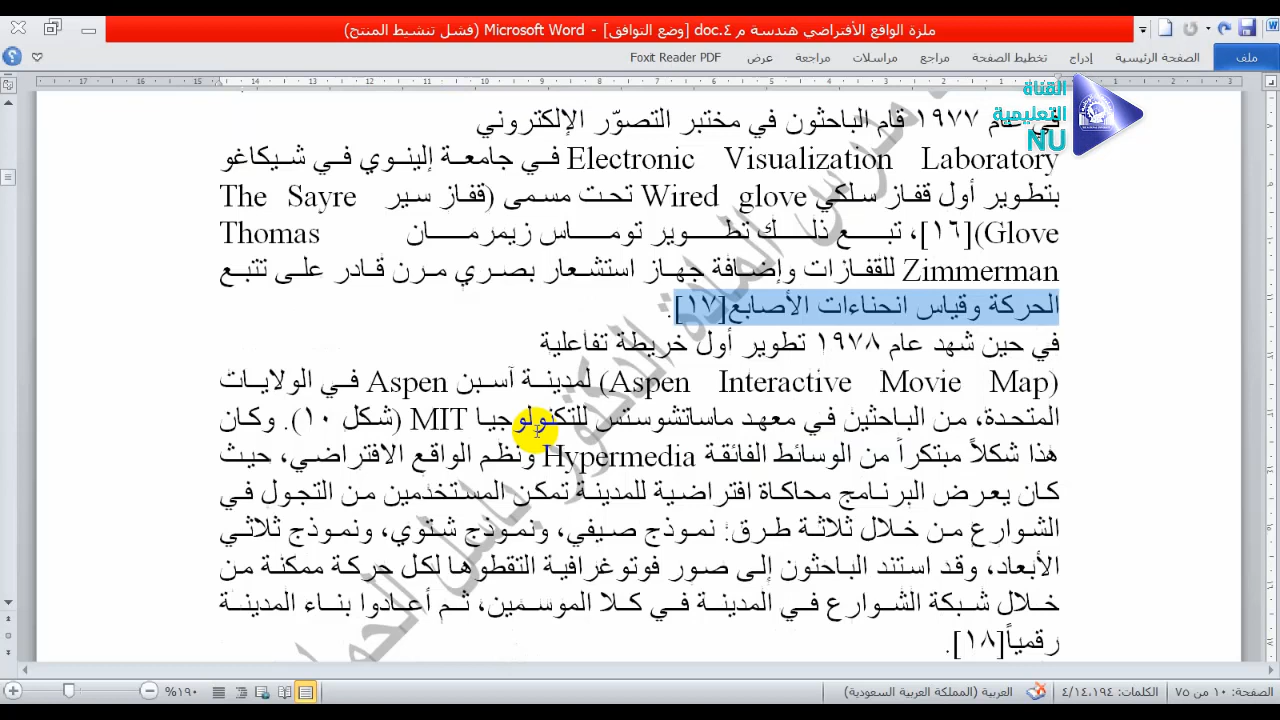 ملزة الواقع الأفتراضي هندسة م ٤.doc [وضع التوافق] - Microsoft Word (فشل تنشيط المنتج)
ملف الصفحة الرئيسية إدراج تخطيط الصفحة مراجع مراسلات مراجعة عرض Foxit Reader PDF
القناة
التعليمية
NU
في عام ١٩٧٧ قام الباحثون في مختبر التصوّر الإلكتروني
Electronic Visualization Laboratory في جامعة إلينوي في شيكاغو
بتطوير أول قفاز سلكي Wired glove تحت مسمى (قفاز سير The Sayre
Glove)[١٦]، تبع ذلك تطوير توماس زيمرمان Thomas
Zimmerman للقفازات وإضافة جهاز استشعار بصري مرن قادر على تتبع
الحركة وقياس انحناءات الأصابع[١٧].
في حين شهد عام ١٩٧٨ تطوير أول خريطة تفاعلية
(Aspen Interactive Movie Map) لمدينة آسبن Aspen في الولايات
المتحدة، من الباحثين في معهد ماساتشوستس للتكنولوجيا MIT (شكل ١٠). وكان
هذا شكلاً مبتكراً من الوسائط الفائقة Hypermedia ونظم الواقع الافتراضي، حيث
كان يعرض البرنامج محاكاة افتراضية للمدينة تمكن المستخدمين من التجول في
الشوارع من خلال ثلاثة طرق: نموذج صيفي، ونموذج شتوي، ونموذج ثلاثي
الأبعاد، وقد استند الباحثون إلى صور فوتوغرافية التقطوها لكل حركة ممكنة من
خلال شبكة الشوارع في المدينة في كلا الموسمين، ثم أعادوا بناء المدينة
رقمياً[١٨].
الصفحة: ١٠ من ٧٥ الكلمات: ٤/١٤،١٩٤ العربية (المملكة العربية السعودية) ١٩٠%